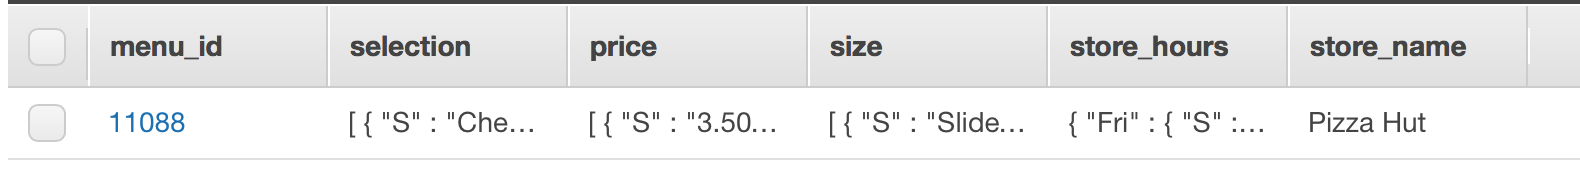 menu_id selection price size store_hours store_name
11088 [ { "S" : "Che... [ { "S" : "3.50... [ { "S" : "Slide... { "Fri" : { "S" :... Pizza Hut